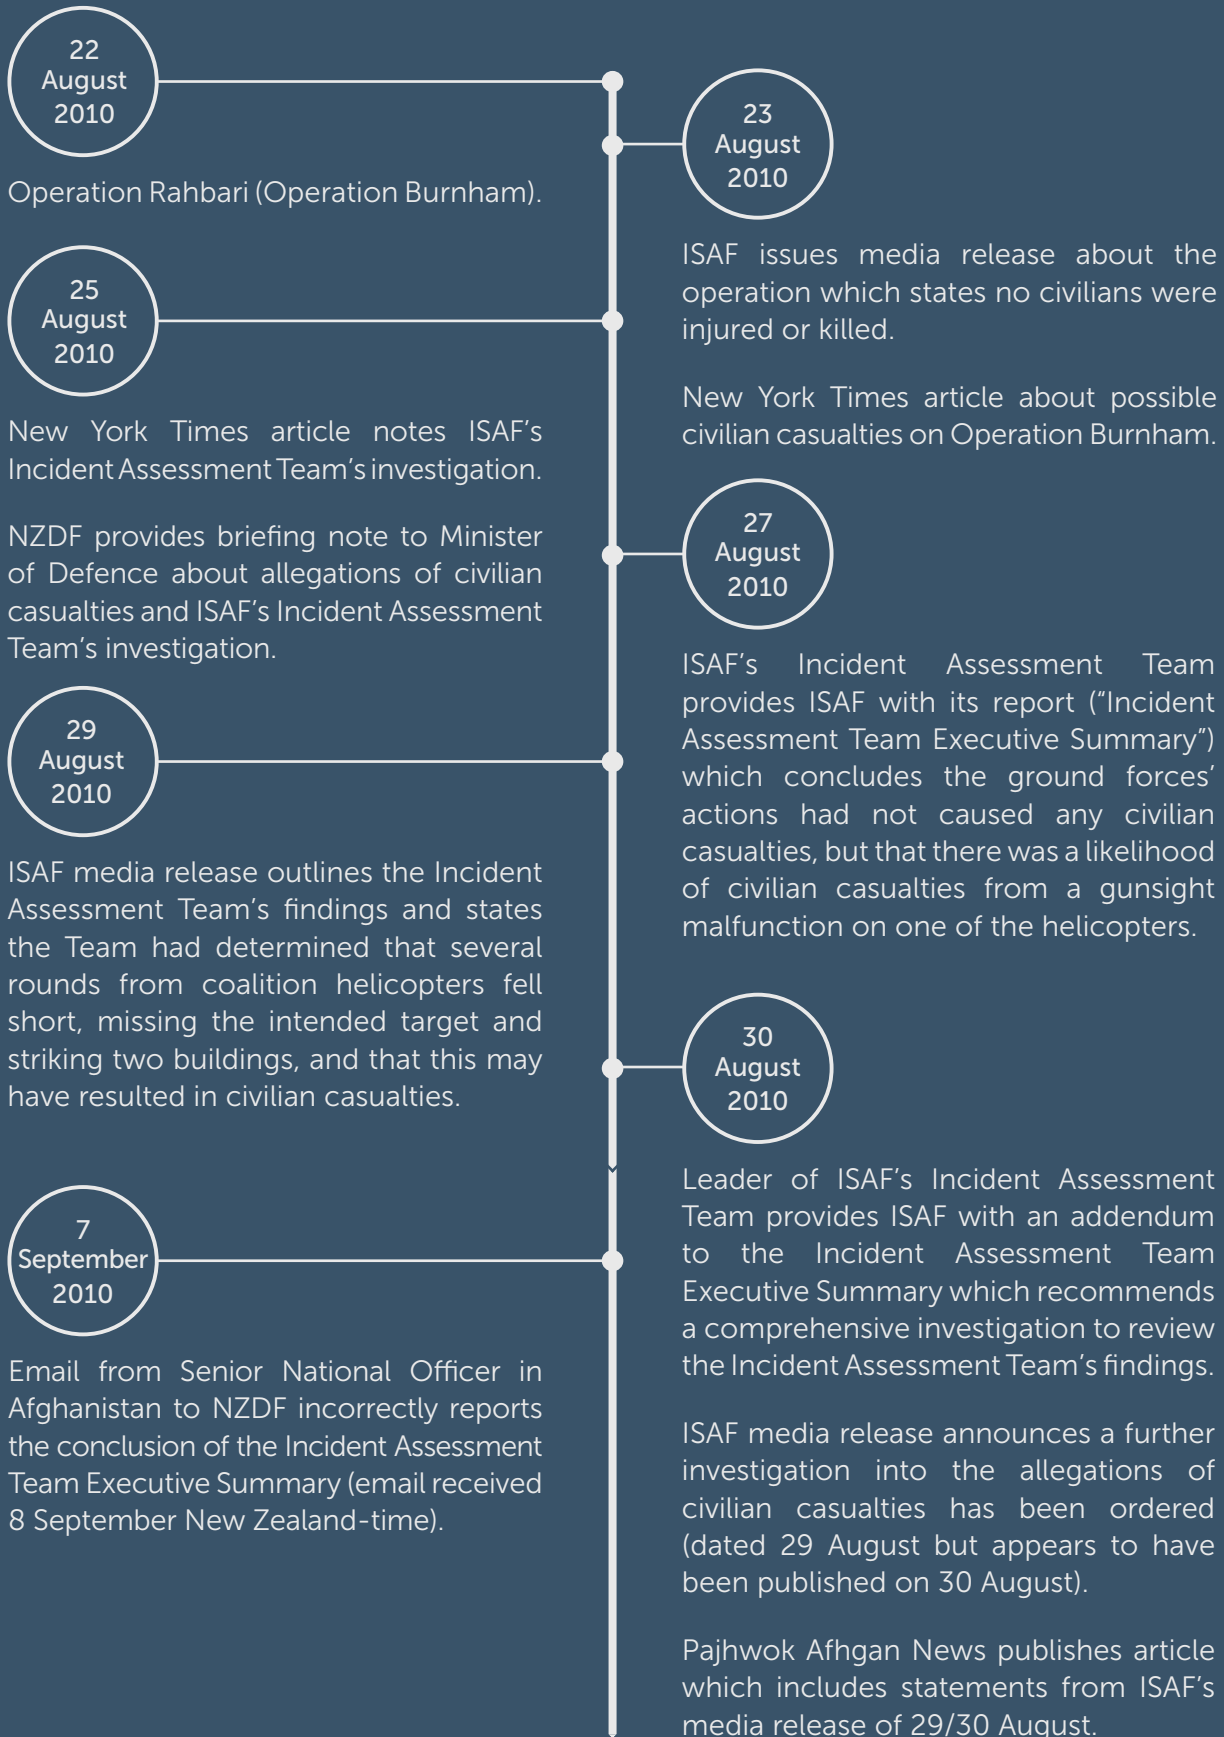 22
August
2010
Operation Rahbari (Operation Burnham).
23
August
2010
ISAF issues media release about the
operation which states no civilians were
injured or killed.
New York Times article about possible
civilian casualties on Operation Burnham.
25
August
2010
New York Times article notes ISAF's
Incident Assessment Team's investigation.
NZDF provides briefing note to Minister
of Defence about allegations of civilian
casualties and ISAF's Incident Assessment
Team's investigation.
27
August
2010
ISAF's Incident Assessment Team
provides ISAF with its report (“Incident
Assessment Team Executive Summary”)
which concludes the ground forces'
actions had not caused any civilian
casualties, but that there was a likelihood
of civilian casualties from a gunsight
malfunction on one of the helicopters.
29
August
2010
ISAF media release outlines the Incident
Assessment Team's findings and states
the Team had determined that several
rounds from coalition helicopters fell
short, missing the intended target and
striking two buildings, and that this may
have resulted in civilian casualties.
30
August
2010
Leader of ISAF's Incident Assessment
Team provides ISAF with an addendum
to the Incident Assessment Team
Executive Summary which recommends
a comprehensive investigation to review
the Incident Assessment Team's findings.
ISAF media release announces a further
investigation into the allegations of
civilian casualties has been ordered
(dated 29 August but appears to have
been published on 30 August).
Pajhwok Afhgan News publishes article
which includes statements from ISAF's
media release of 29/30 August.
7
September
2010
Email from Senior National Officer in
Afghanistan to NZDF incorrectly reports
the conclusion of the Incident Assessment
Team Executive Summary (email received
8 September New Zealand-time).